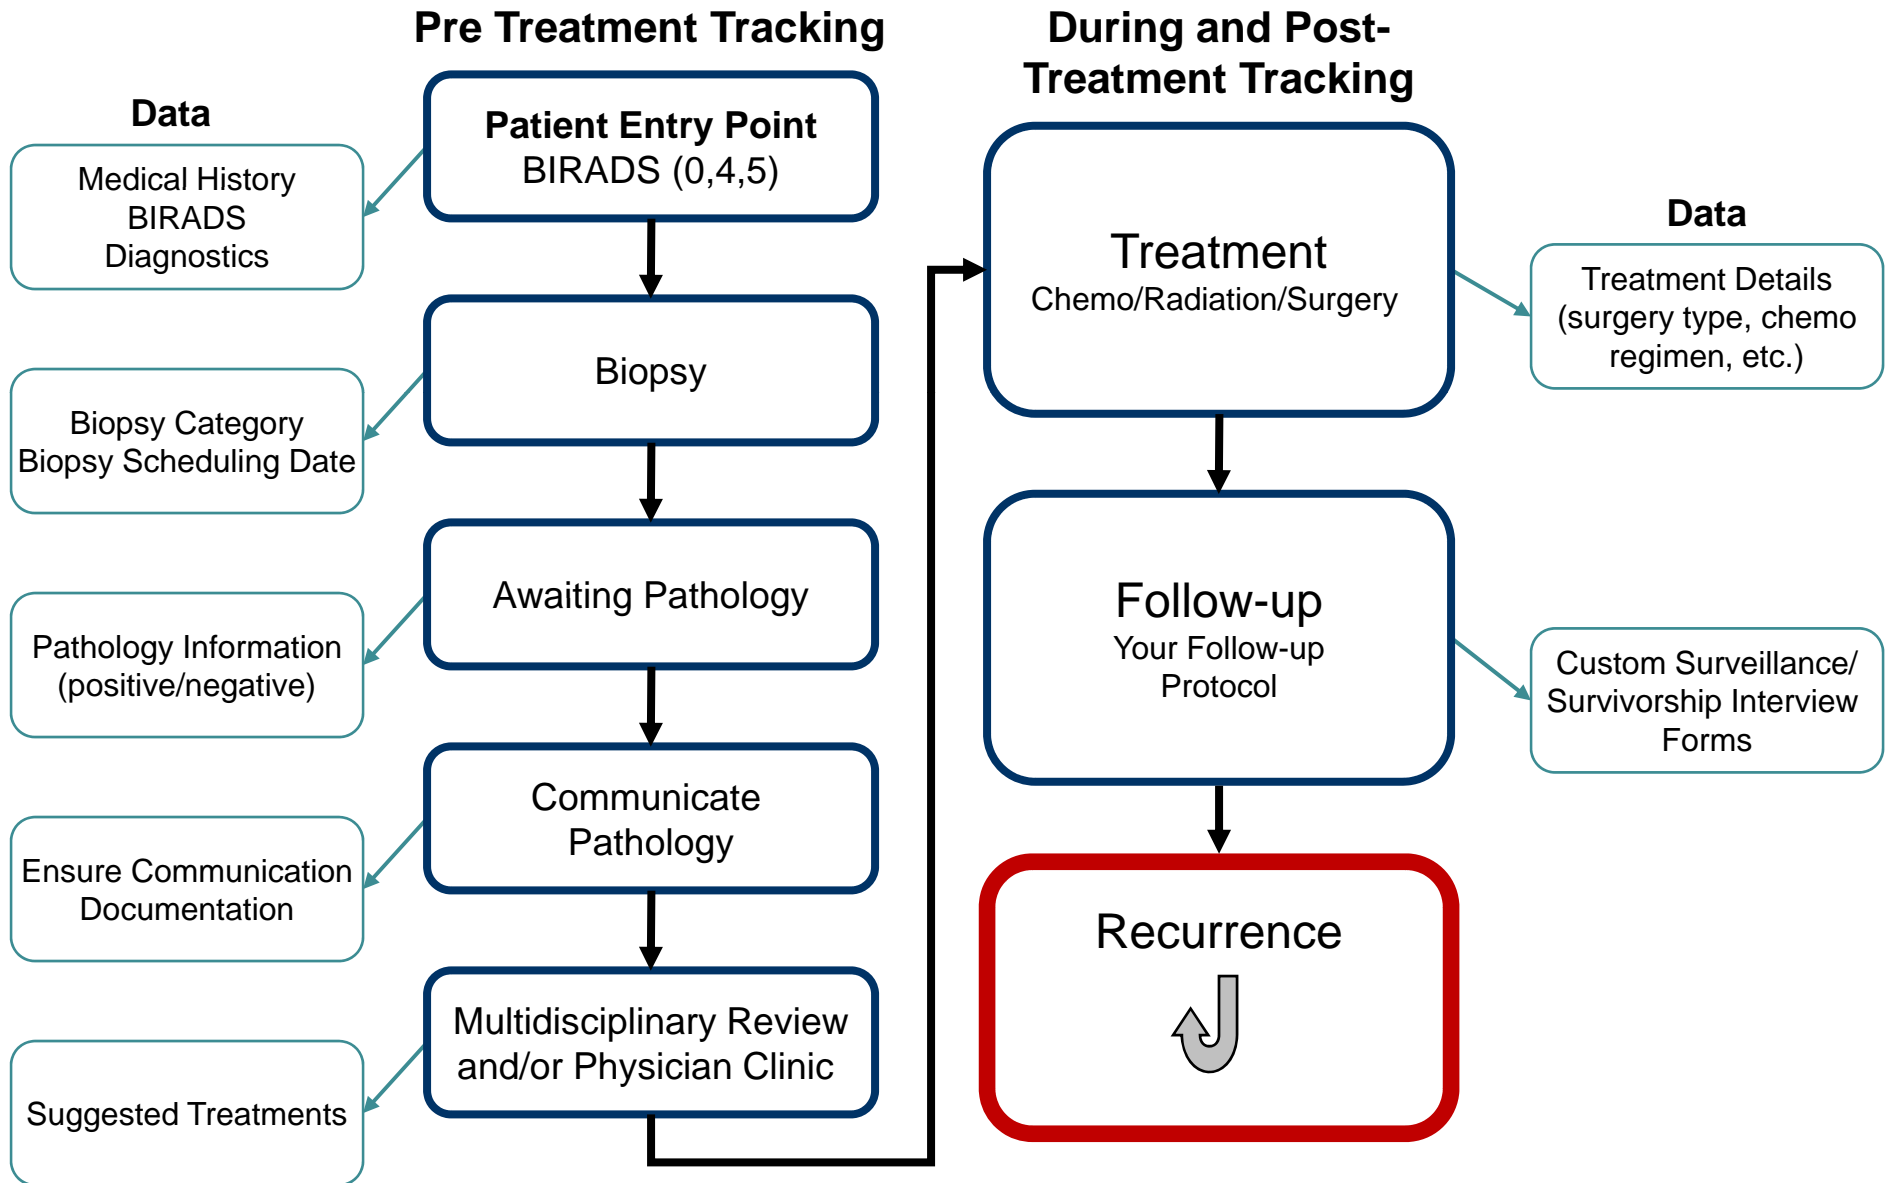 Pre Treatment Tracking
Data
Patient Entry Point
BIRADS (0,4,5)
Medical History
BIRADS
Diagnostics
Biopsy
Biopsy Category
Biopsy Scheduling Date
Awaiting Pathology
Pathology Information
(positive/negative)
Communicate
Pathology
Ensure Communication
Documentation
Multidisciplinary Review
and/or Physician Clinic
Suggested Treatments
During and Post-
Treatment Tracking
Treatment
Chemo/Radiation/Surgery
Data
Treatment Details
(surgery type, chemo
regimen, etc.)
Follow-up
Your Follow-up
Protocol
Custom Surveillance/
Survivorship Interview
Forms
Recurrence